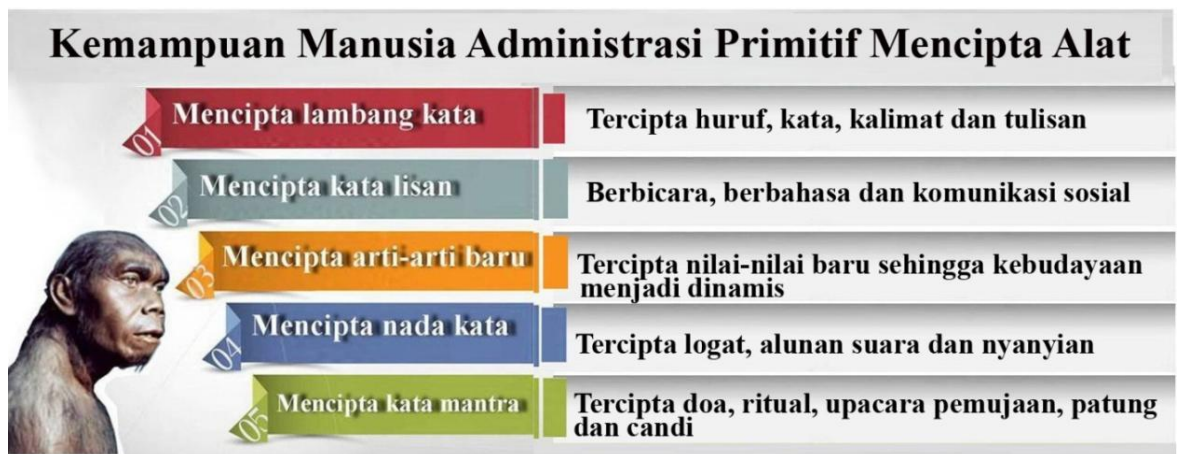 Kemampuan Manusia Administrasi Primitif Mencipta Alat
01
Mencipta lambang kata
Tercipta huruf, kata, kalimat dan tulisan
02
Mencipta kata lisan
Berbicara, berbahasa dan komunikasi sosial
03
Mencipta arti-arti baru
Tercipta nilai-nilai baru sehingga kebudayaan
menjadi dinamis
04
Mencipta nada kata
Tercipta logat, alunan suara dan nyanyian
05
Mencipta kata mantra
Tercipta doa, ritual, upacara pemujaan, patung
dan candi